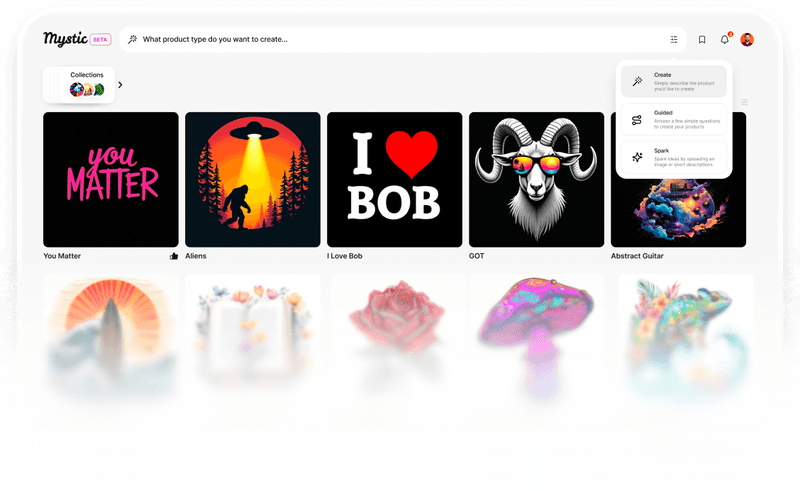 Mystic BETA
What product type do you want to create...
Collections
Create
Simply describe the product
you'd like to create
Guided
Answer a few simple questions
to create your products
Spark
Spark ideas by uploading an
image or short descriptions
you
MATTER
I
BOB
You Matter
Aliens
I Love Bob
GOT
Abstract Guitar